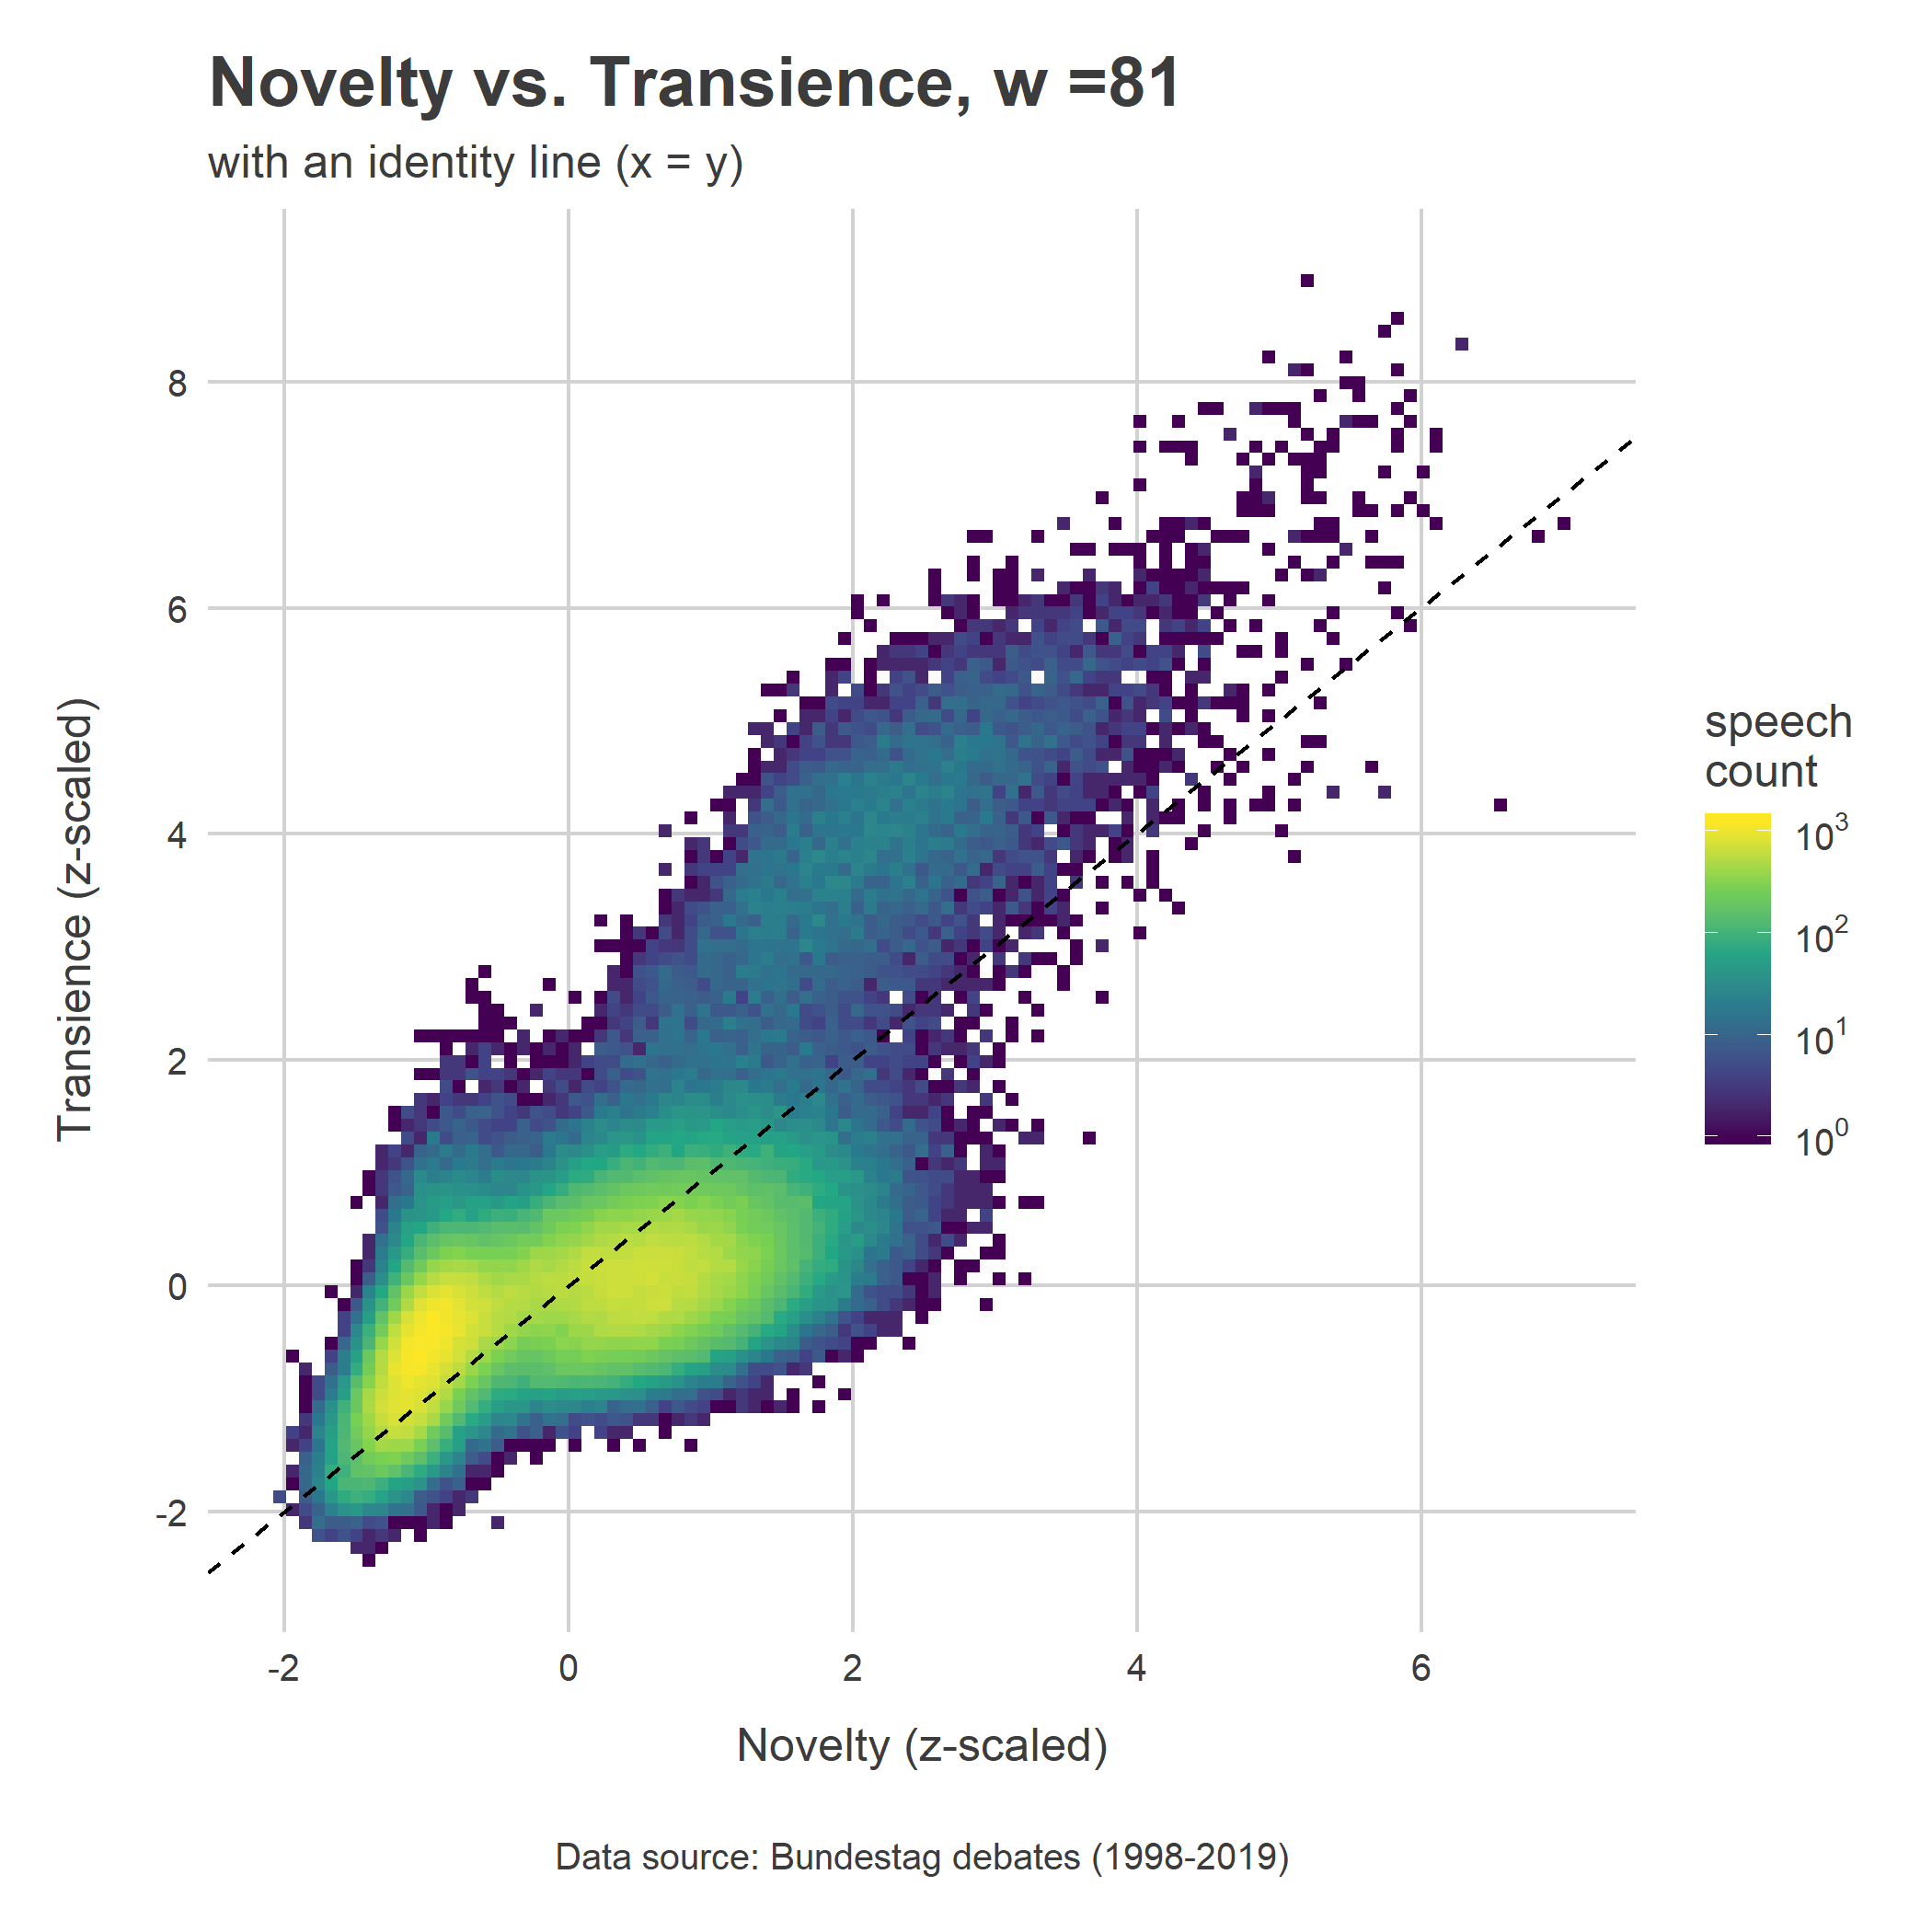 Novelty vs. Transience, w =81
with an identity line (x = y)
Transience (z-scaled)
8
6
4
2
0
-2
-2 0 2 4 6
Novelty (z-scaled)
speech
count
10³
10²
10¹
10⁰
Data source: Bundestag debates (1998-2019)